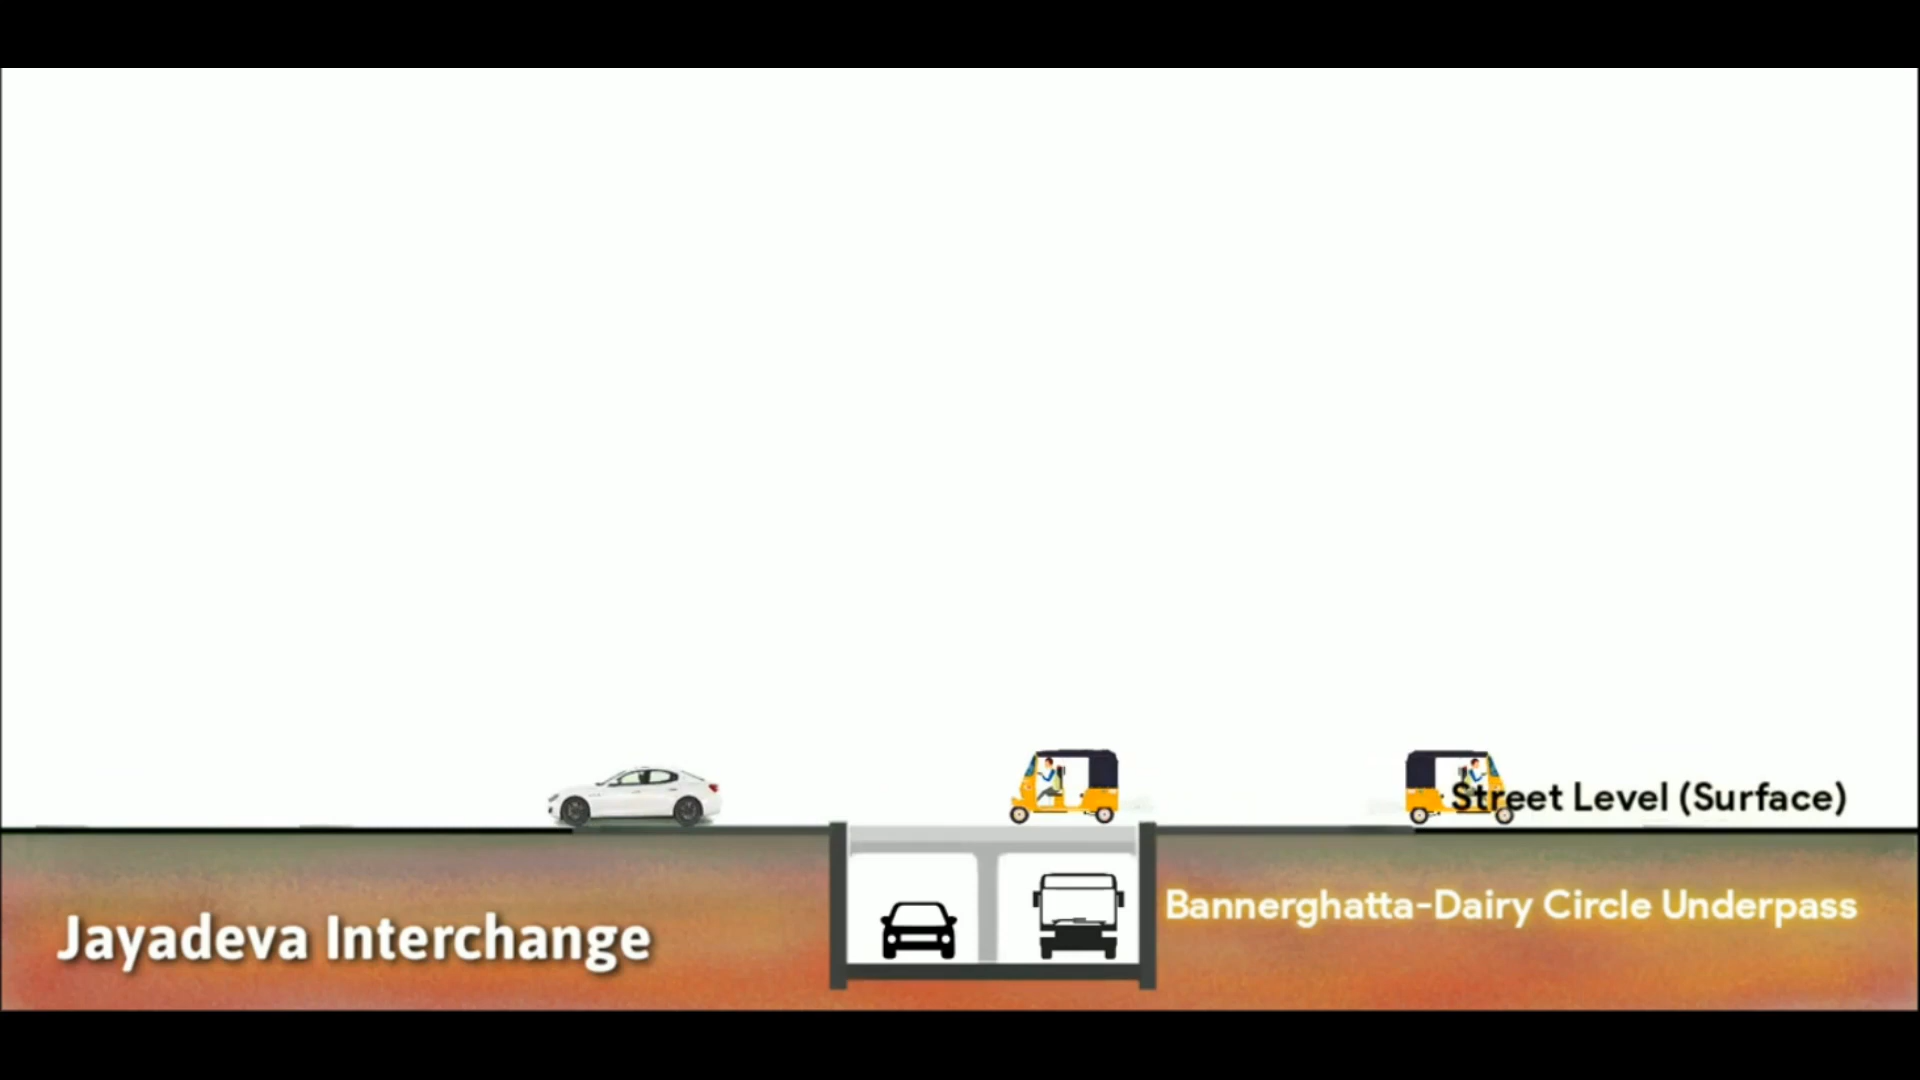 Street Level (Surface)
Bannerghatta-Dairy Circle Underpass
Jayadeva Interchange